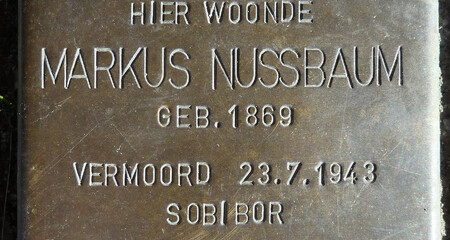 HIER WOONDE
MARKUS NUSSBAUM
GEB. 1869
VERMOORD 23.7.1943
SOBIBOR